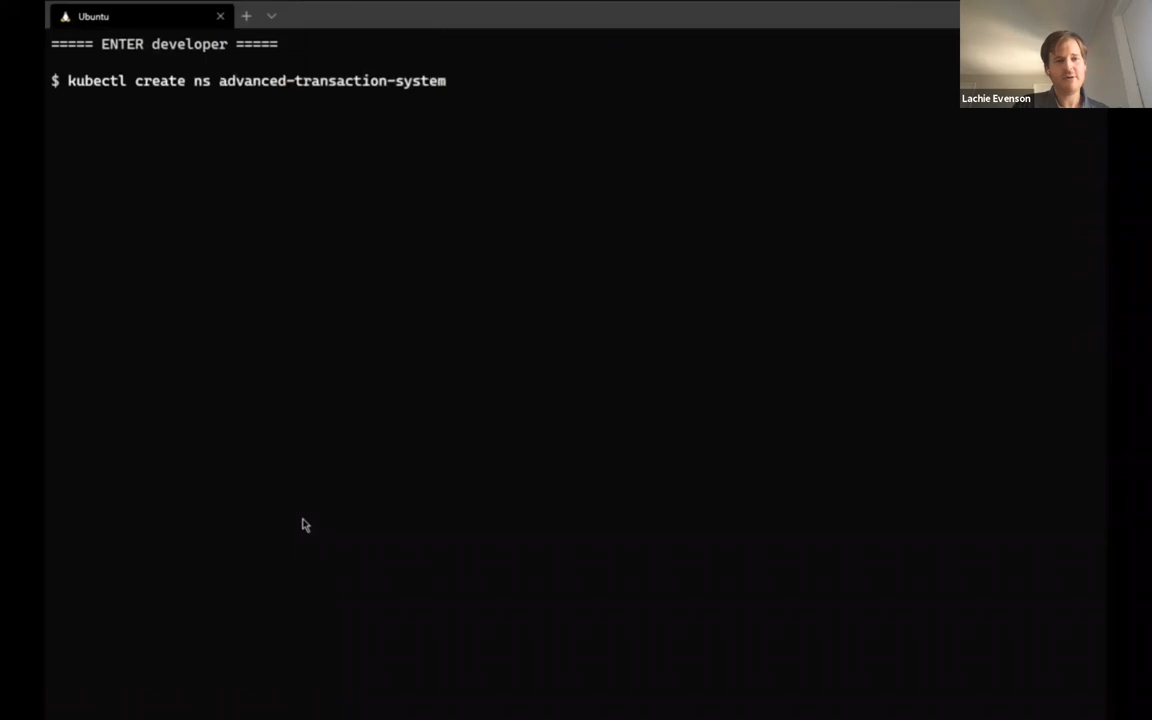 Ubuntu
===== ENTER developer =====
$ kubectl create ns advanced-transaction-system
Lachie Evenson